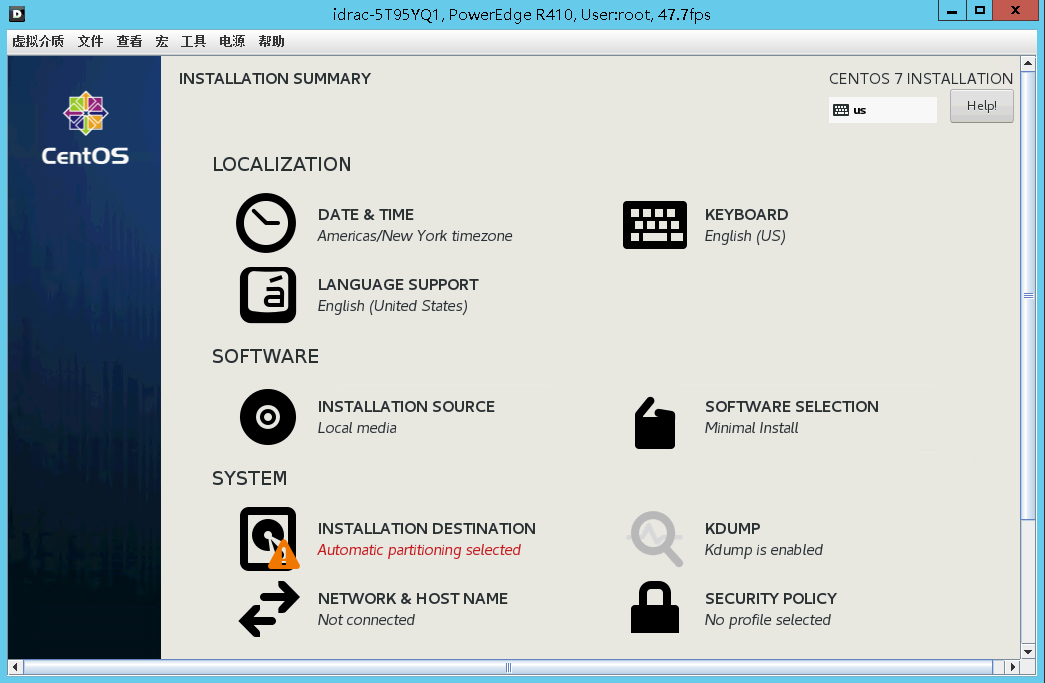 idrac-5T95YQ1, PowerEdge R410, User:root, 47.7fps
虚拟介质 文件 查看 宏 工具 电源 帮助
CentOS
INSTALLATION SUMMARY
CENTOS 7 INSTALLATION
us
Help!
LOCALIZATION
DATE & TIME
Americas/New York timezone
KEYBOARD
English (US)
LANGUAGE SUPPORT
English (United States)
SOFTWARE
INSTALLATION SOURCE
Local media
SOFTWARE SELECTION
Minimal Install
SYSTEM
INSTALLATION DESTINATION
Automatic partitioning selected
KDUMP
Kdump is enabled
NETWORK & HOST NAME
Not connected
SECURITY POLICY
No profile selected